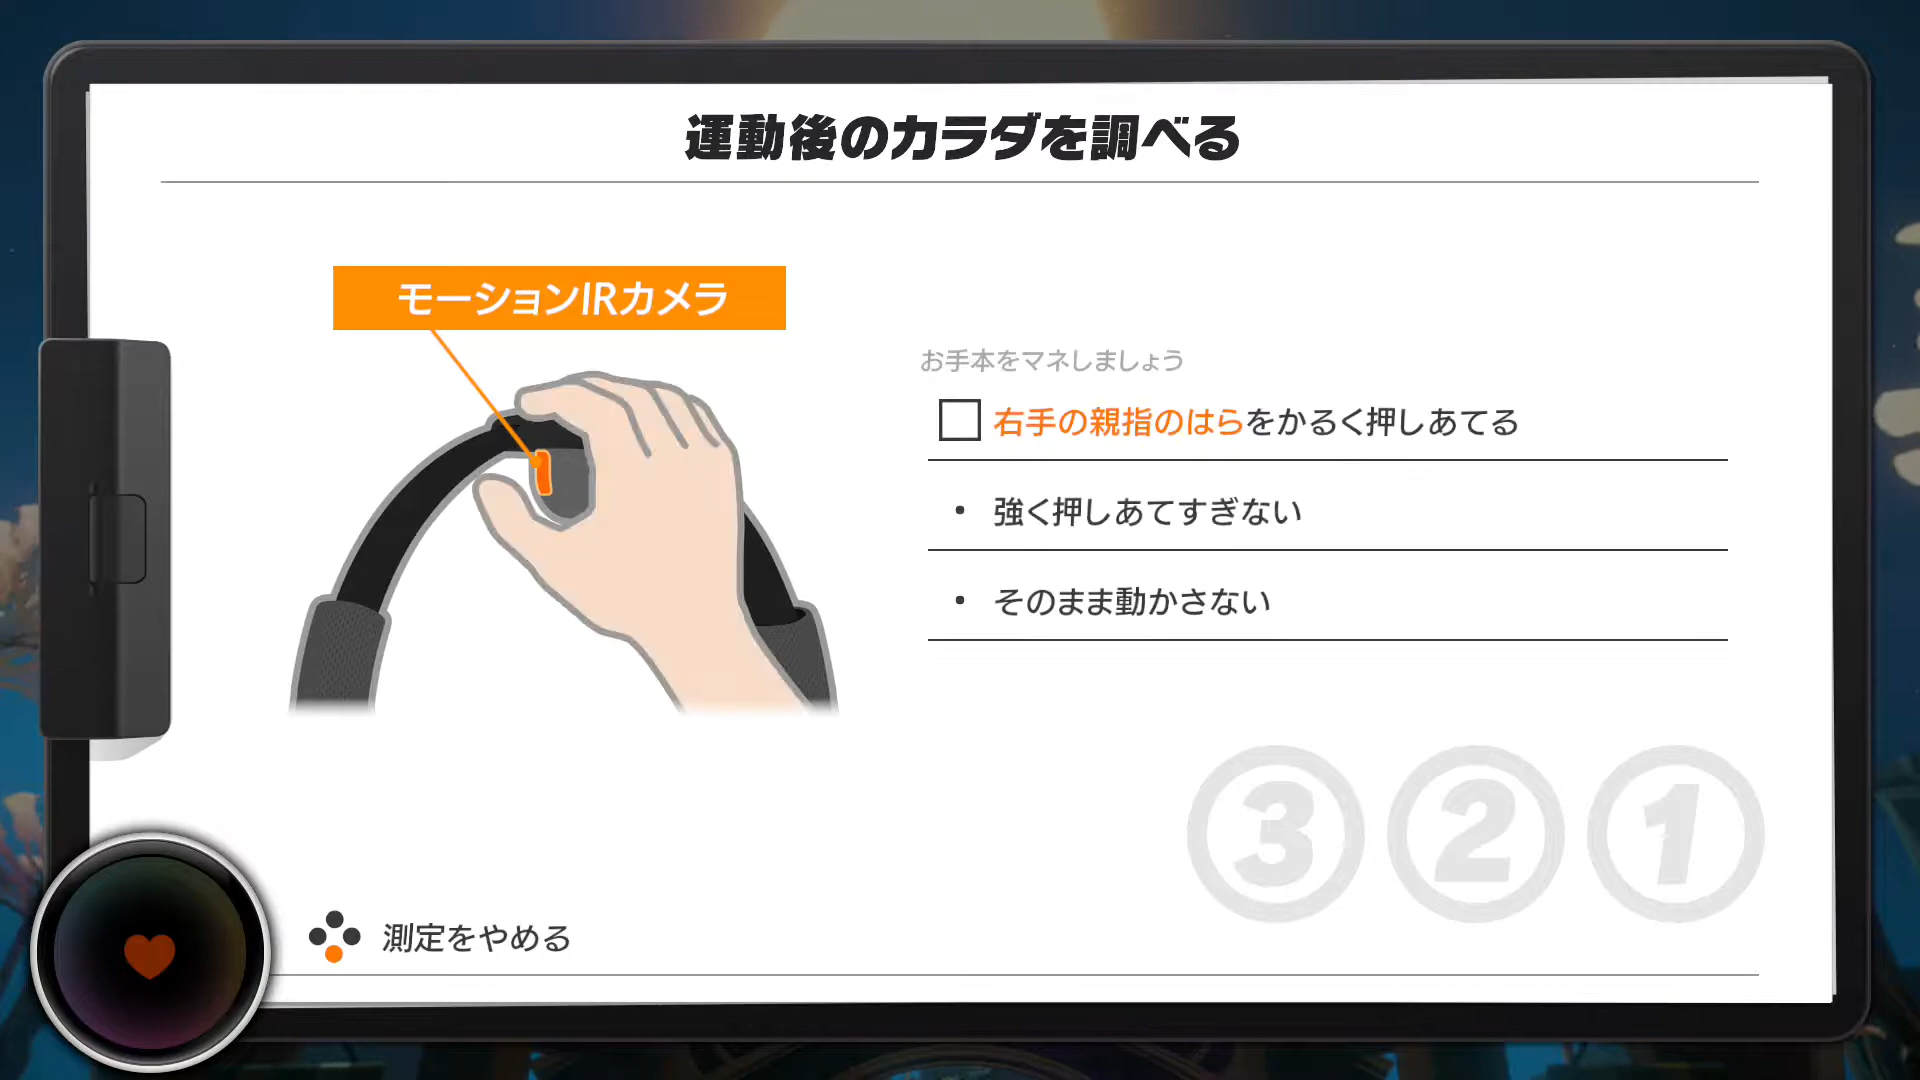 運動後のカラダを調べる
モーションIRカメラ
お手本をマネしましょう
右手の親指のはらをかるく押しあてる
・ 強く押しあてすぎない
・ そのまま動かさない
3 2 1
測定をやめる